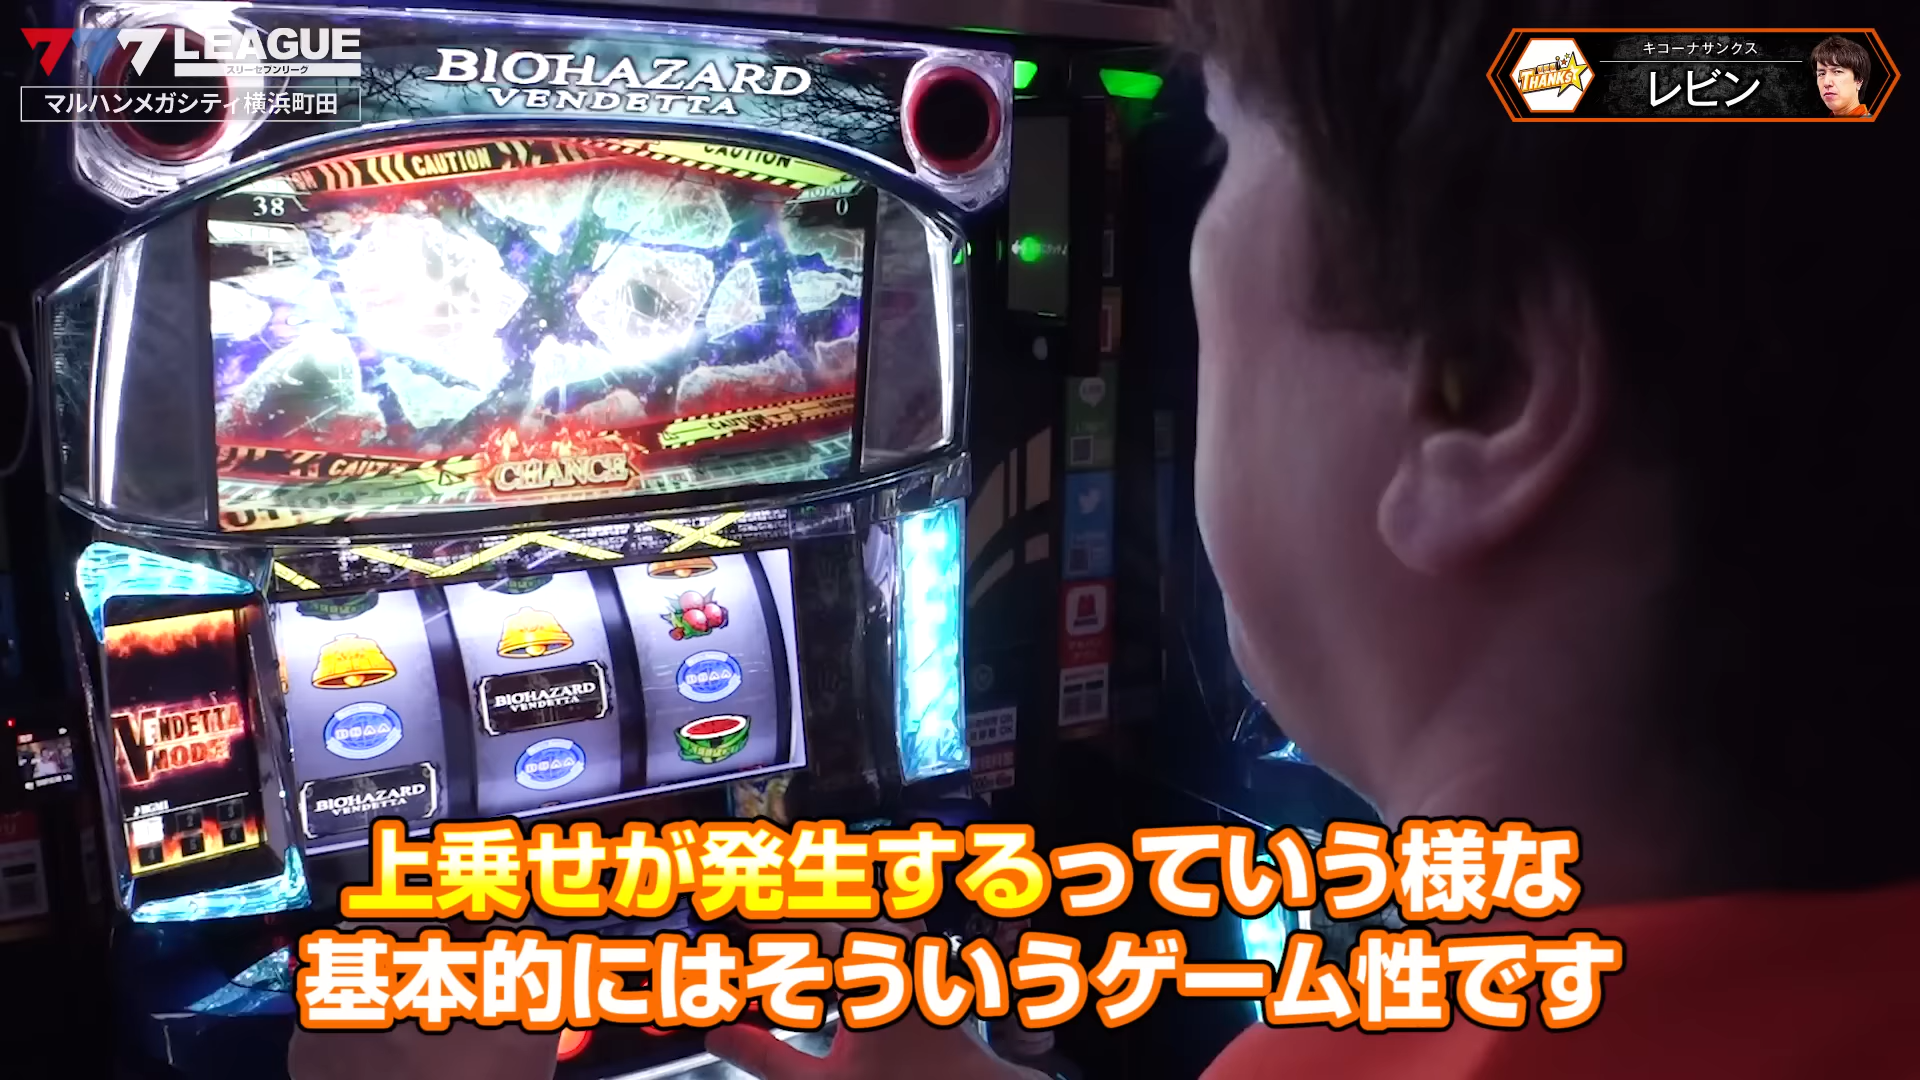 777 LEAGUE
スリーセブンリーグ
マルハンメガシティ横浜町田
キコーナサンクス
レビン
THANKS
BIOHAZARD
VENDETTA
CAUTION
CAUTION
38
TOTAL
0
CAUTION
CHANCE
VENDETTA
MODE
BIOHAZARD
VENDETTA
BIOHAZARD
VENDETTA
上乗せが発生するっていう様な
基本的にはそういうゲーム性です